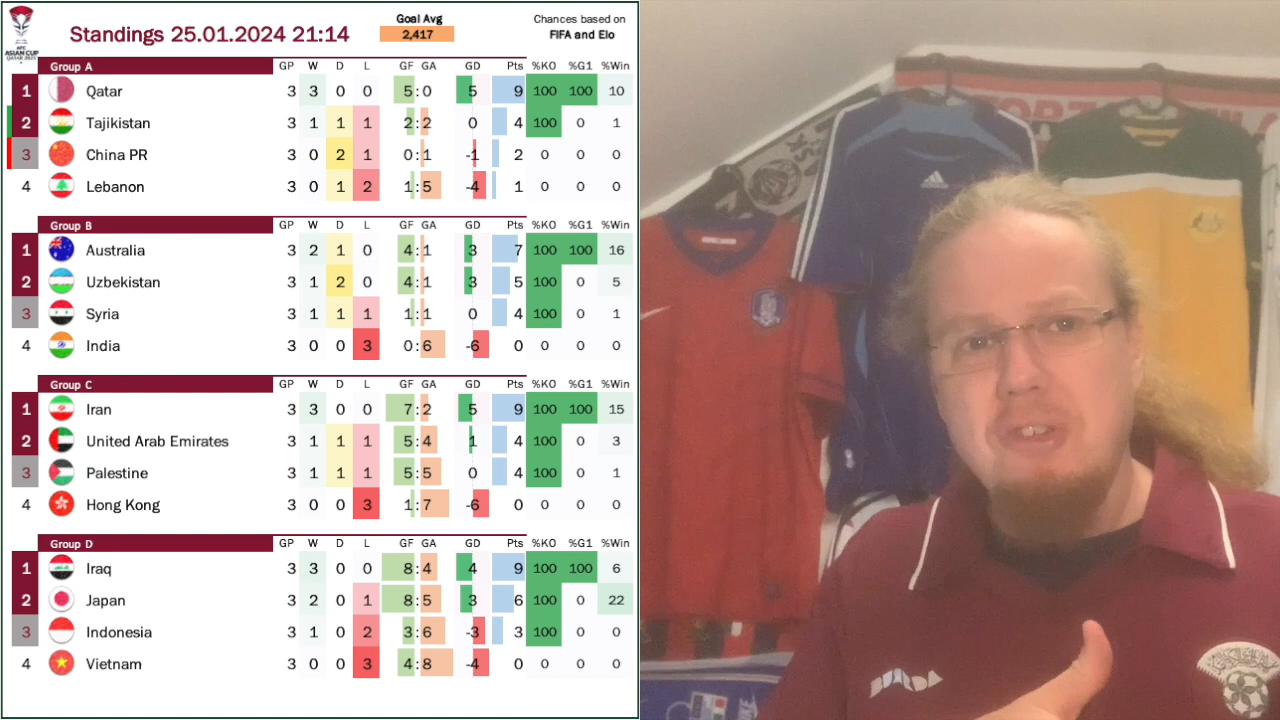 AFC
ASIAN CUP
QATAR 2023
Standings 25.01.2024 21:14
Goal Avg
2,417
Chances based on
FIFA and Elo
Group A GP W D L GF GA GD Pts %KO %G1 %Win
1 Qatar 3 3 0 0 5:0 5 9 100 100 10
2 Tajikistan 3 1 1 1 2:2 0 4 100 0 1
3 China PR 3 0 2 1 0:1 -1 2 0 0 0
4 Lebanon 3 0 1 2 1:5 -4 1 0 0 0
Group B GP W D L GF GA GD Pts %KO %G1 %Win
1 Australia 3 2 1 0 4:1 3 7 100 100 16
2 Uzbekistan 3 1 2 0 4:1 3 5 100 0 5
3 Syria 3 1 1 1 1:1 0 4 100 0 1
4 India 3 0 0 3 0:6 -6 0 0 0 0
Group C GP W D L GF GA GD Pts %KO %G1 %Win
1 Iran 3 3 0 0 7:2 5 9 100 100 15
2 United Arab Emirates 3 1 1 1 5:4 1 4 100 0 3
3 Palestine 3 1 1 1 5:5 0 4 100 0 1
4 Hong Kong 3 0 0 3 1:7 -6 0 0 0 0
Group D GP W D L GF GA GD Pts %KO %G1 %Win
1 Iraq 3 3 0 0 8:4 4 9 100 100 6
2 Japan 3 2 0 1 8:5 3 6 100 0 22
3 Indonesia 3 1 0 2 3:6 -3 3 100 0 0
4 Vietnam 3 0 0 3 4:8 -4 0 0 0 0